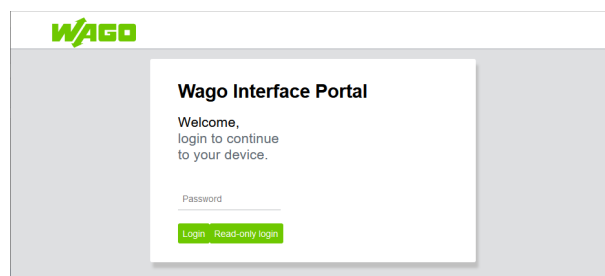 WAGO
Wago Interface Portal
Welcome,
login to continue
to your device.
Password
Login Read-only login